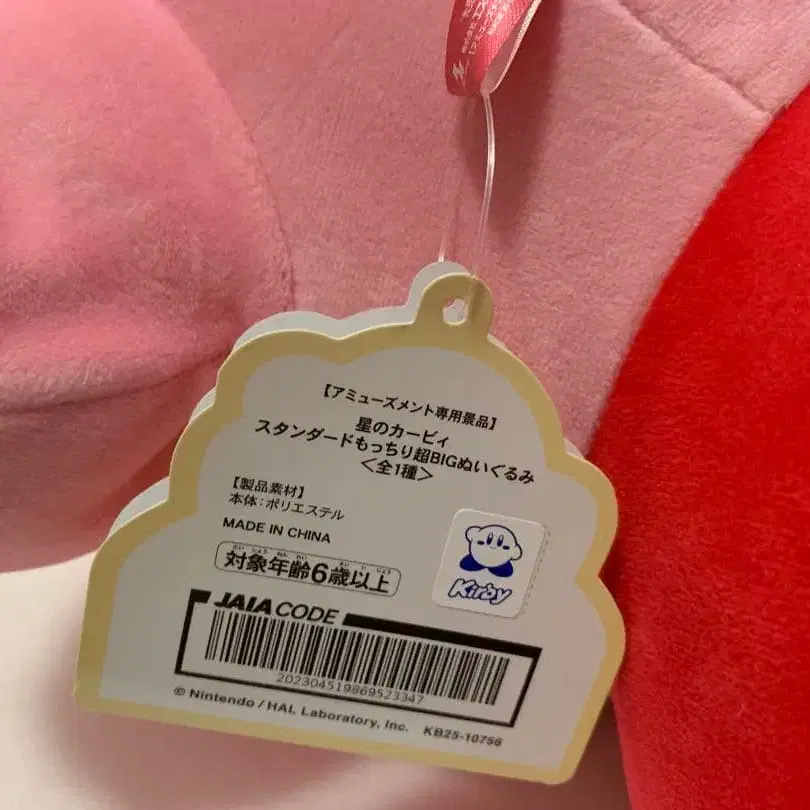 【アミューズメント専用景品】
星のカービィ
スタンダードもっちり超BIGぬいぐるみ
<全1種>
【製品素材】
本体:ポリエステル
MADE IN CHINA
対象年齢6歳以上
Kirby
JAIA CODE
202304519869523347
© Nintendo / HAL Laboratory, Inc. KB25-10756